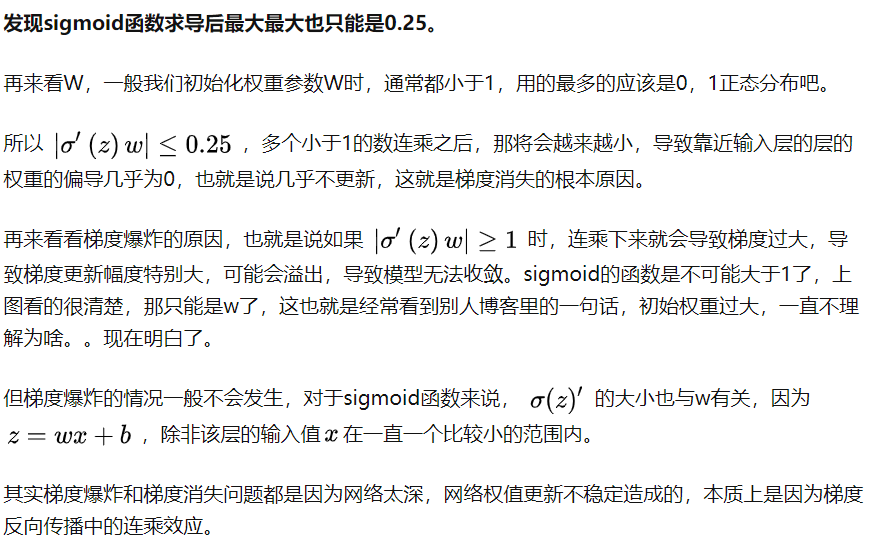 发现sigmoid函数求导后最大最大也只能是0.25。
再来看W，一般我们初始化权重参数W时，通常都小于1，用的最多的应该是0，1正态分布吧。
所以 |σ′ (z) w| ≤ 0.25 ，多个小于1的数连乘之后，那将会越来越小，导致靠近输入层的层的
权重的偏导几乎为0，也就是说几乎不更新，这就是梯度消失的根本原因。
再来看看梯度爆炸的原因，也就是说如果 |σ′ (z) w| ≥ 1 时，连乘下来就会导致梯度过大，导
致梯度更新幅度特别大，可能会溢出，导致模型无法收敛。sigmoid的函数是不可能大于1了，上
图看的很清楚，那只能是w了，这也就是经常看到别人博客里的一句话，初始权重过大，一直不理
解为啥。。现在明白了。
但梯度爆炸的情况一般不会发生，对于sigmoid函数来说， σ(z)′ 的大小也与w有关，因为
z = wx + b ，除非该层的输入值 x 在一直一个比较小的范围内。
其实梯度爆炸和梯度消失问题都是因为网络太深，网络权值更新不稳定造成的，本质上是因为梯度
反向传播中的连乘效应。